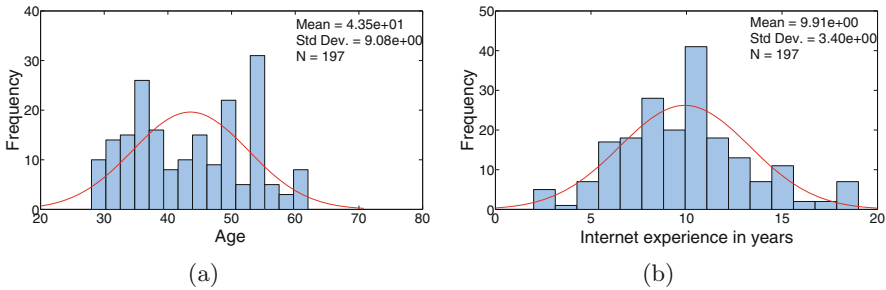 40
30
20
10
0
Frequency
20 30 40 50 60 70 80
Age
Mean = 4.35e+01
Std Dev. = 9.08e+00
N = 197
(a)
50
40
30
20
10
0
Frequency
0 5 10 15 20
Internet experience in years
Mean = 9.91e+00
Std Dev. = 3.40e+00
N = 197
(b)